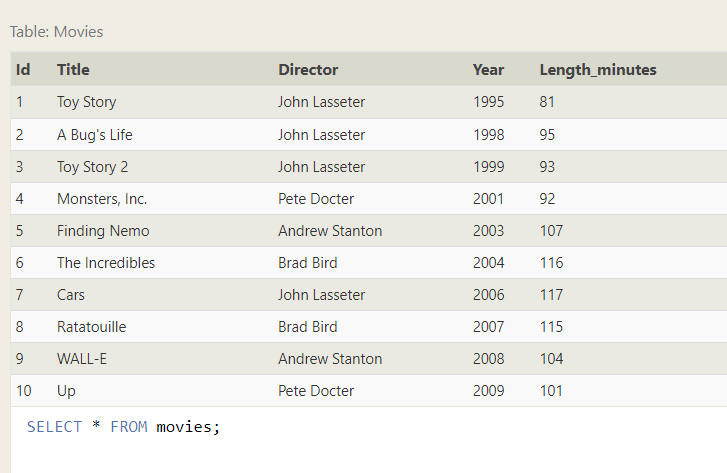 Table: Movies
Id Title Director Year Length_minutes
1 Toy Story John Lasseter 1995 81
2 A Bug's Life John Lasseter 1998 95
3 Toy Story 2 John Lasseter 1999 93
4 Monsters, Inc. Pete Docter 2001 92
5 Finding Nemo Andrew Stanton 2003 107
6 The Incredibles Brad Bird 2004 116
7 Cars John Lasseter 2006 117
8 Ratatouille Brad Bird 2007 115
9 WALL-E Andrew Stanton 2008 104
10 Up Pete Docter 2009 101
SELECT * FROM movies;